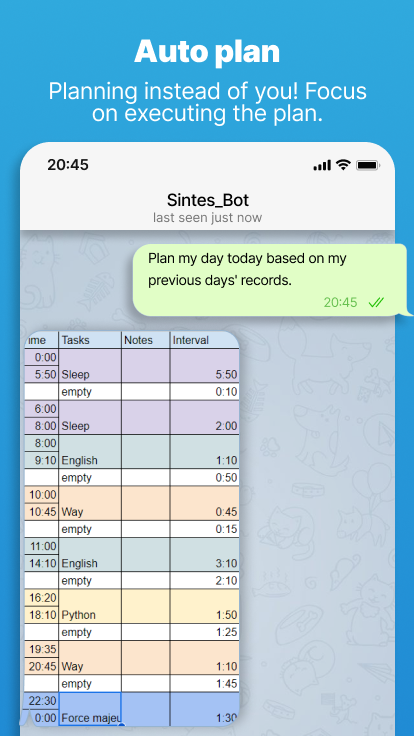 Auto plan
Planning instead of you! Focus
on executing the plan.
20:45
Sintes_Bot
last seen just now
Plan my day today based on my
previous days' records.
20:45
ime Tasks Notes Interval
0:00
5:50 Sleep 5:50
empty 0:10
6:00
8:00 Sleep 2:00
8:00
9:10 English 1:10
empty 0:50
10:00
10:45 Way 0:45
empty 0:15
11:00
14:10 English 3:10
empty 2:10
16:20
18:10 Python 1:50
empty 1:25
19:35
20:45 Way 1:10
empty 1:45
22:30
0:00 Force majeu 1:30